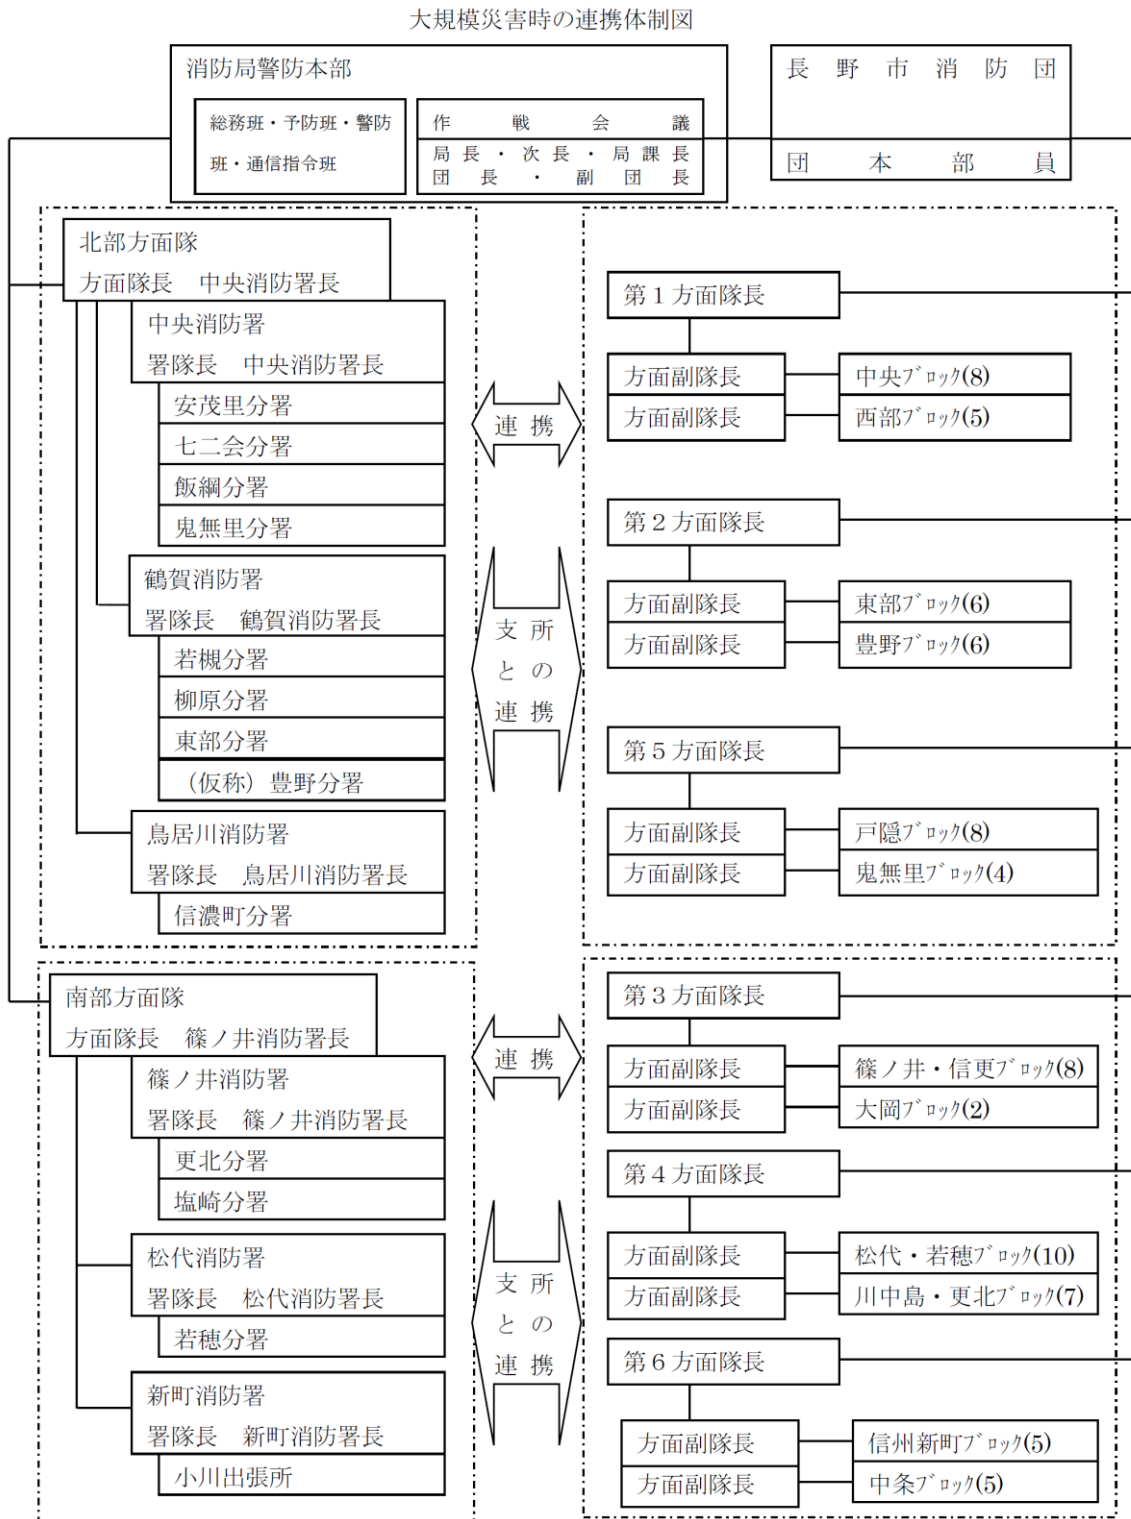 大規模災害時の連携体制図
消防局警防本部
総務班・予防班・警防
班・通信指令班
作戦会議
局長・次長・局課長
団長・副団長
長野市消防団
団本部員
北部方面隊
方面隊長　中央消防署長
中央消防署
署隊長　中央消防署長
安茂里分署
七二会分署
飯綱分署
鬼無里分署
鶴賀消防署
署隊長　鶴賀消防署長
若槻分署
柳原分署
東部分署
（仮称）豊野分署
鳥居川消防署
署隊長　鳥居川消防署長
信濃町分署
連携
支所
との
連携
第１方面隊長
方面副隊長
中央ﾌﾞﾛｯｸ(8)
方面副隊長
西部ﾌﾞﾛｯｸ(5)
第２方面隊長
方面副隊長
東部ﾌﾞﾛｯｸ(6)
方面副隊長
豊野ﾌﾞﾛｯｸ(6)
第５方面隊長
方面副隊長
戸隠ﾌﾞﾛｯｸ(8)
方面副隊長
鬼無里ﾌﾞﾛｯｸ(4)
南部方面隊
方面隊長　篠ノ井消防署長
篠ノ井消防署
署隊長　篠ノ井消防署長
更北分署
塩崎分署
松代消防署
署隊長　松代消防署長
若穂分署
新町消防署
署隊長　新町消防署長
小川出張所
連携
支所
との
連携
第３方面隊長
方面副隊長
篠ノ井・信更ﾌﾞﾛｯｸ(8)
方面副隊長
大岡ﾌﾞﾛｯｸ(2)
第４方面隊長
方面副隊長
松代・若穂ﾌﾞﾛｯｸ(10)
方面副隊長
川中島・更北ﾌﾞﾛｯｸ(7)
第６方面隊長
方面副隊長
信州新町ﾌﾞﾛｯｸ(5)
方面副隊長
中条ﾌﾞﾛｯｸ(5)